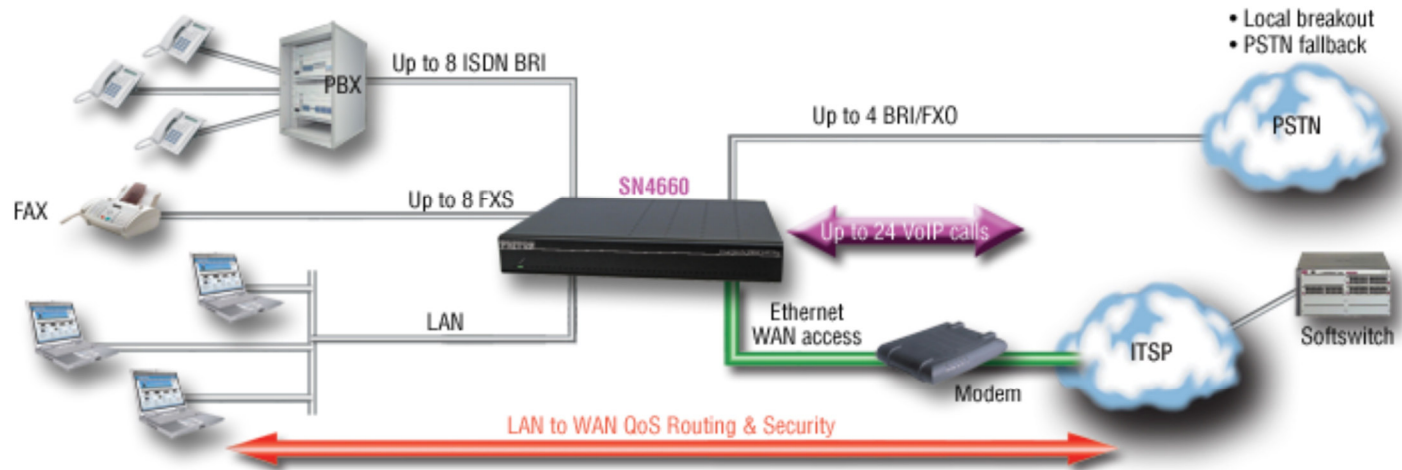 • Local breakout
• PSTN fallback
PBX
Up to 8 ISDN BRI
Up to 4 BRI/FXO
PSTN
SN4660
FAX
Up to 8 FXS
Up to 24 VoIP calls
LAN
Ethernet
WAN access
Modem
ITSP
Softswitch
LAN to WAN QoS Routing & Security